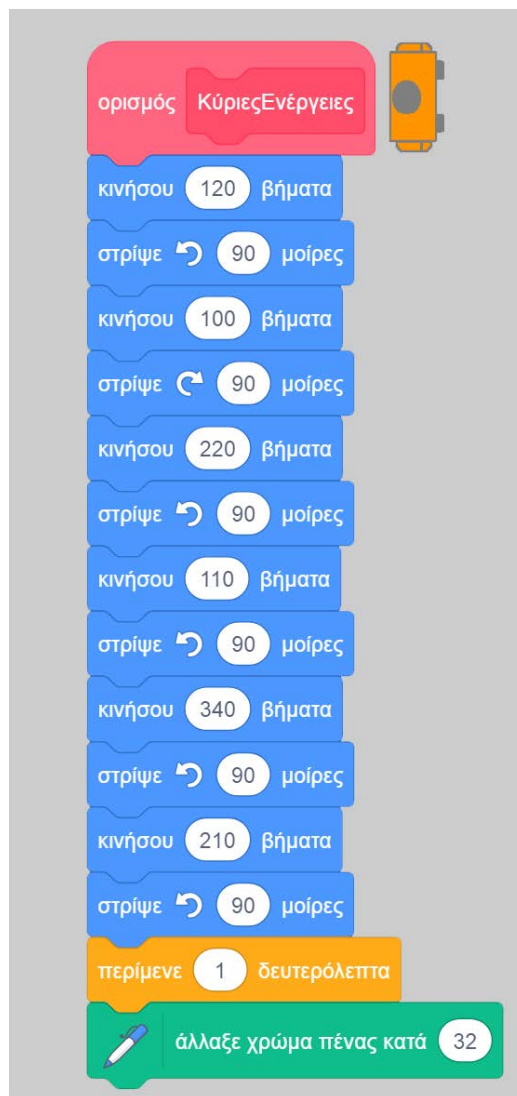 ορισμός ΚύριεςΕνέργειες
κινήσου 120 βήματα
στρίψε 90 μοίρες
κινήσου 100 βήματα
στρίψε 90 μοίρες
κινήσου 220 βήματα
στρίψε 90 μοίρες
κινήσου 110 βήματα
στρίψε 90 μοίρες
κινήσου 340 βήματα
στρίψε 90 μοίρες
κινήσου 210 βήματα
στρίψε 90 μοίρες
περίμενε 1 δευτερόλεπτα
άλλαξε χρώμα πένας κατά 32